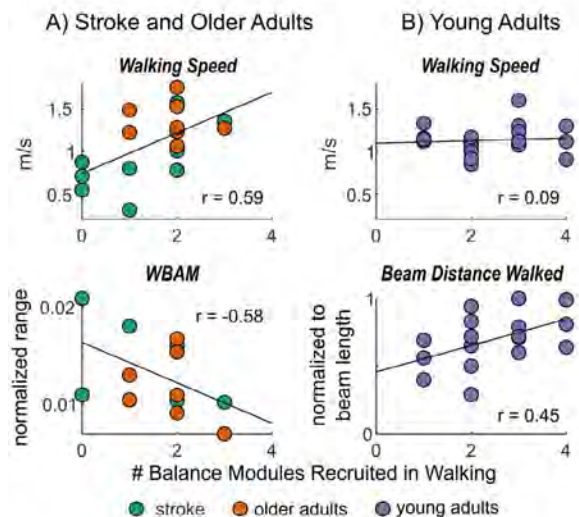 A) Stroke and Older Adults
B) Young Adults
Walking Speed
m/s
1.5
1
0.5
r = 0.59
0
2
4
Walking Speed
m/s
1.5
1
0.5
r = 0.09
0
2
4
WBAM
normalized range
0.02
0.01
r = -0.58
0
2
4
Beam Distance Walked
normalized to
beam length
1
0
r = 0.45
0
2
4
# Balance Modules Recruited in Walking
stroke
older adults
young adults